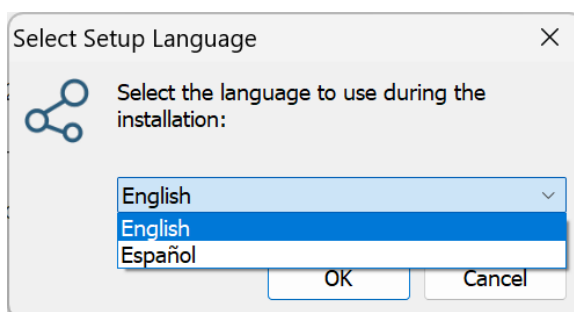 Select Setup Language
Select the language to use during the
installation:
English
English
Español
OK
Cancel